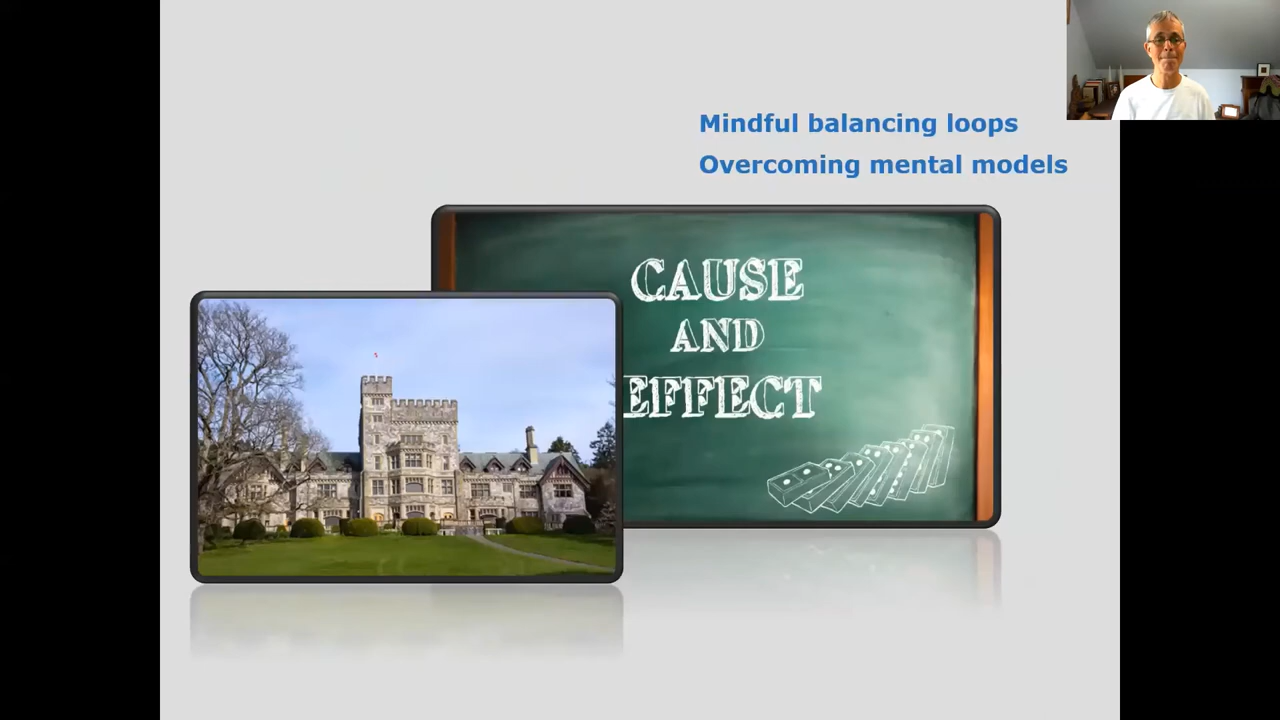 Mindful balancing loops
Overcoming mental models
CAUSE
AND
EFFECT